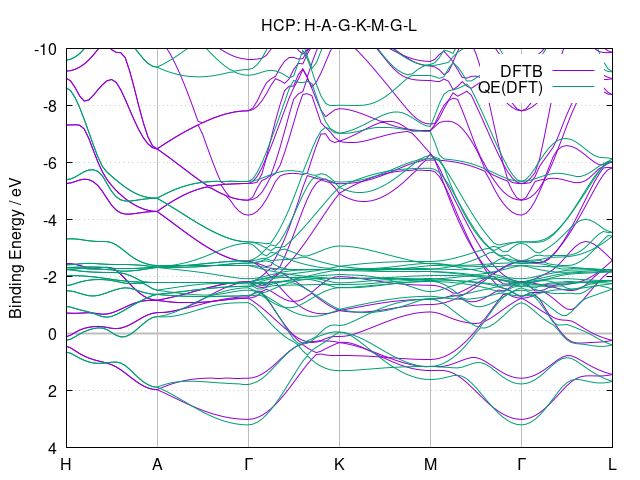 HCP: H-A-G-K-M-G-L
-10
-8
-6
-4
-2
0
2
4
Binding Energy / eV
DFTB
QE(DFT)
H A Γ K M Γ L